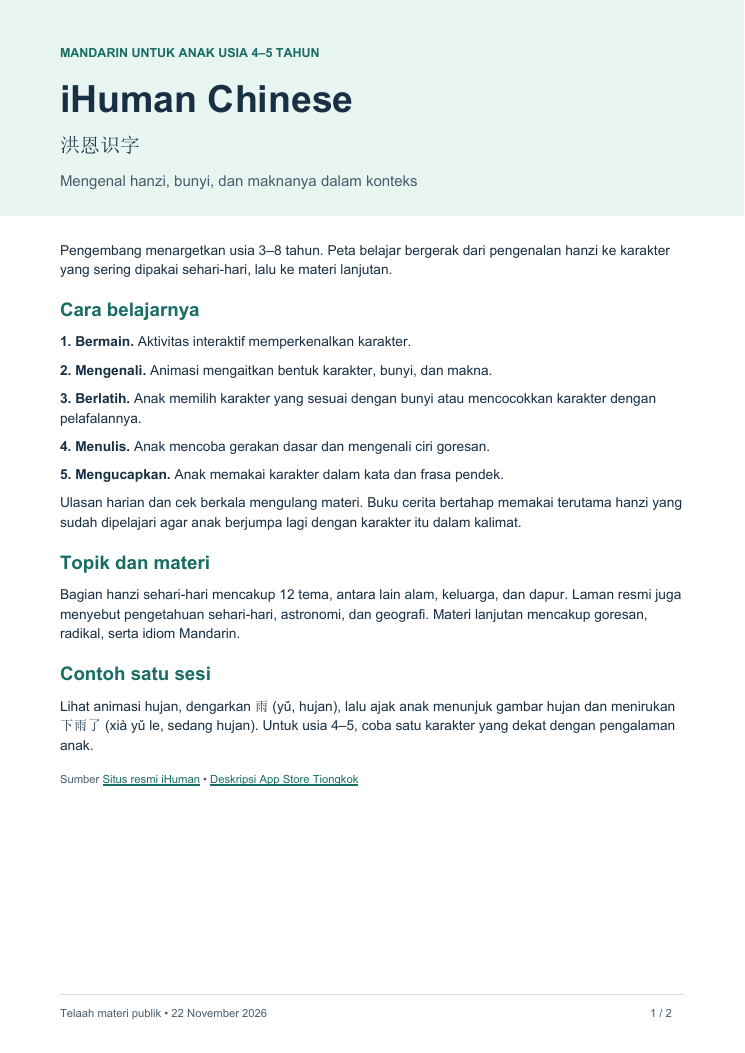 MANDARIN UNTUK ANAK USIA 4–5 TAHUN
iHuman Chinese
洪恩识字
Mengenal hanzi, bunyi, dan maknanya dalam konteks
Pengembang menargetkan usia 3–8 tahun. Peta belajar bergerak dari pengenalan hanzi ke karakter
yang sering dipakai sehari-hari, lalu ke materi lanjutan.
Cara belajarnya
1. Bermain. Aktivitas interaktif memperkenalkan karakter.
2. Mengenali. Animasi mengaitkan bentuk karakter, bunyi, dan makna.
3. Berlatih. Anak memilih karakter yang sesuai dengan bunyi atau mencocokkan karakter dengan
pelafalannya.
4. Menulis. Anak mencoba gerakan dasar dan mengenali ciri goresan.
5. Mengucapkan. Anak memakai karakter dalam kata dan frasa pendek.
Ulasan harian dan cek berkala mengulang materi. Buku cerita bertahap memakai terutama hanzi yang
sudah dipelajari agar anak berjumpa lagi dengan karakter itu dalam kalimat.
Topik dan materi
Bagian hanzi sehari-hari mencakup 12 tema, antara lain alam, keluarga, dan dapur. Laman resmi juga
menyebut pengetahuan sehari-hari, astronomi, dan geografi. Materi lanjutan mencakup goresan,
radikal, serta idiom Mandarin.
Contoh satu sesi
Lihat animasi hujan, dengarkan 雨 (yǔ, hujan), lalu ajak anak menunjuk gambar hujan dan menirukan
下雨了 (xià yǔ le, sedang hujan). Untuk usia 4–5, coba satu karakter yang dekat dengan pengalaman
anak.
Sumber Situs resmi iHuman • Deskripsi App Store Tiongkok
Telaah materi publik • 22 November 2026
1 / 2